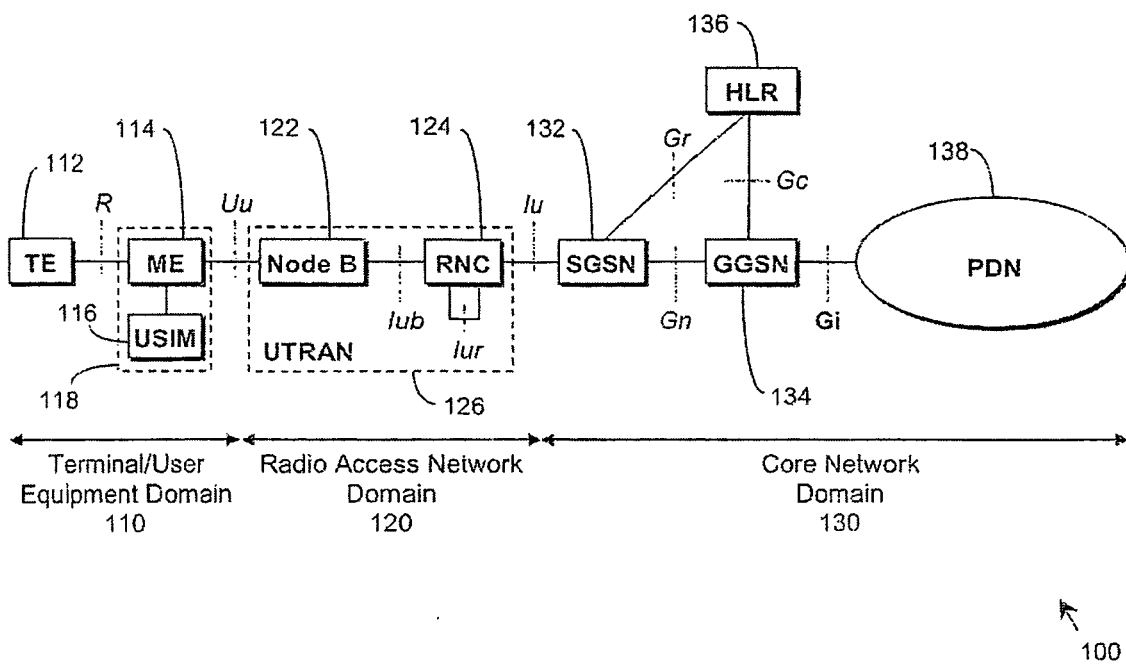 136
HLR
114
122
124
132
Gr
138
112
R
Uu
Iu
Gc
TE
ME
Node B
RNC
SGSN
GGSN
PDN
116
USIM
Iub
Iur
Gn
Gi
UTRAN
118
126
134
Terminal/User
Equipment Domain
110
Radio Access Network
Domain
120
Core Network
Domain
130
100